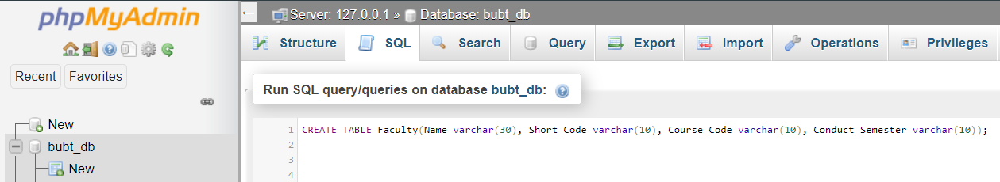 phpMyAdmin
Server: 127.0.0.1 » Database: bubt_db
Structure SQL Search Query Export Import Operations Privileges
Recent Favorites
Run SQL query/queries on database bubt_db:
New
bubt_db
New
1 CREATE TABLE Faculty(Name varchar(30), Short_Code varchar(10), Course_Code varchar(10), Conduct_Semester varchar(10));
2
3
4